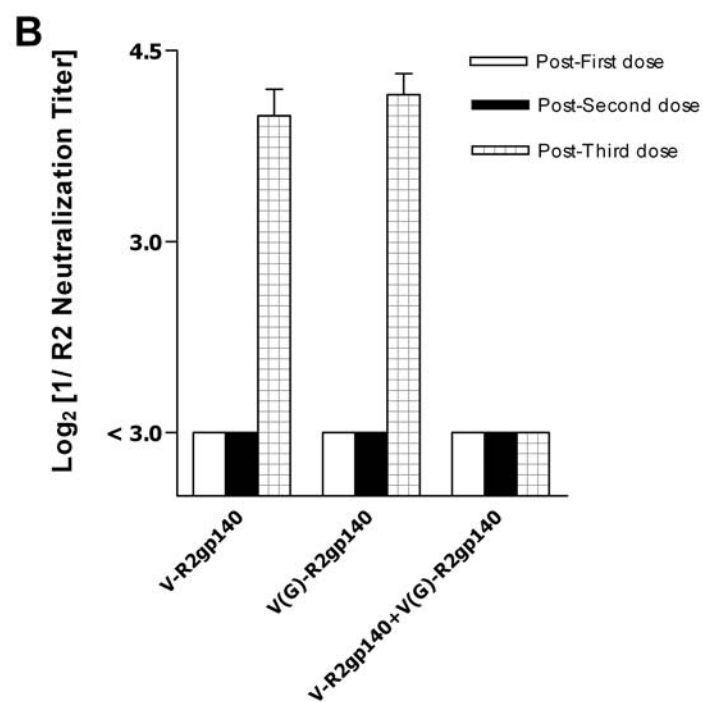 B
Log₂ [1/ R2 Neutralization Titer]
4.5
3.0
< 3.0
Post-First dose
Post-Second dose
Post-Third dose
V-R2gp140
V(G)-R2gp140
V-R2gp140+V(G)-R2gp140